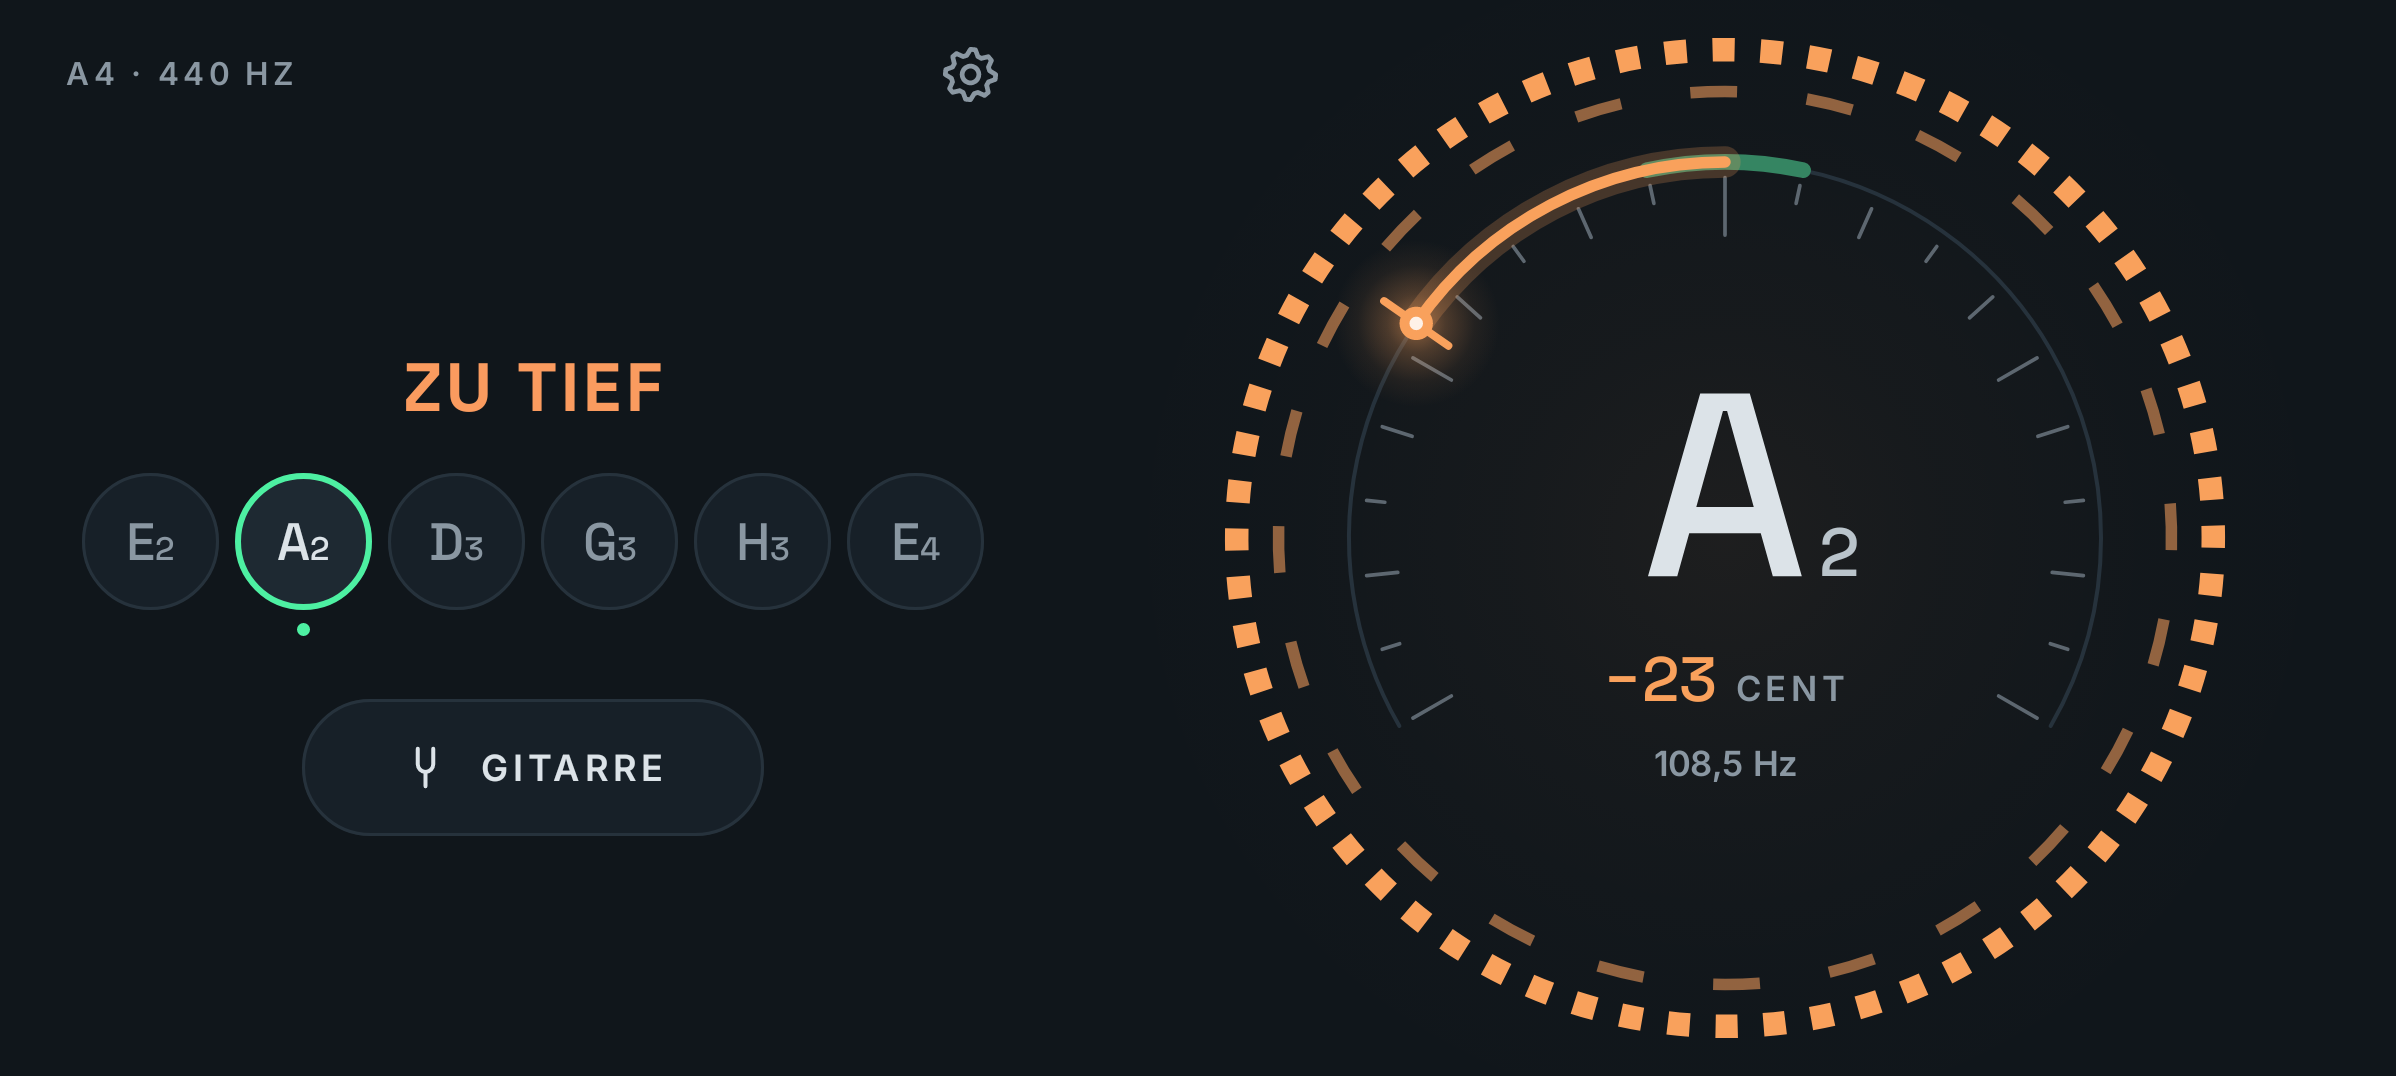 A4 · 440 HZ
ZU TIEF
E2 A2 D3 G3 H3 E4
GITARRE
A2
−23 CENT
108,5 Hz